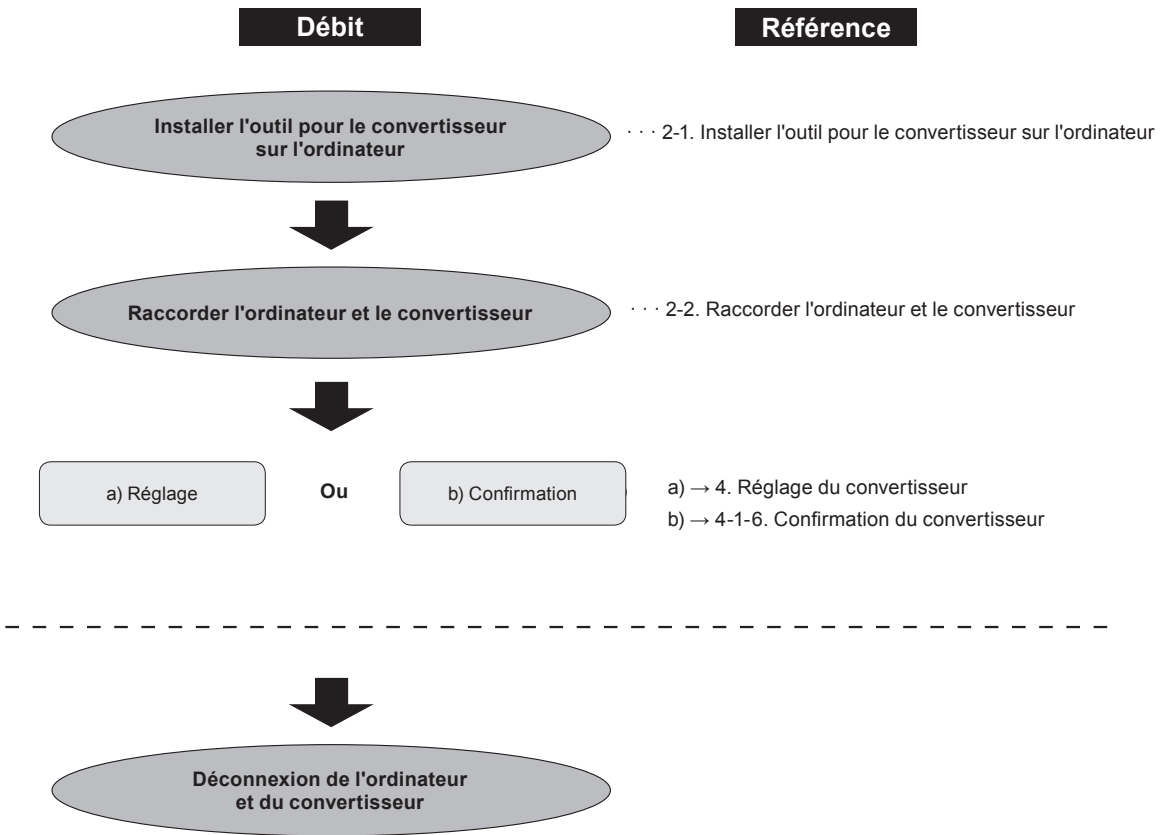 Débit
Référence
Installer l'outil pour le convertisseur
sur l'ordinateur
· · · 2-1. Installer l'outil pour le convertisseur sur l'ordinateur
Raccorder l'ordinateur et le convertisseur
· · · 2-2. Raccorder l'ordinateur et le convertisseur
a) Réglage
Ou
b) Confirmation
a) → 4. Réglage du convertisseur
b) → 4-1-6. Confirmation du convertisseur
Déconnexion de l'ordinateur
et du convertisseur